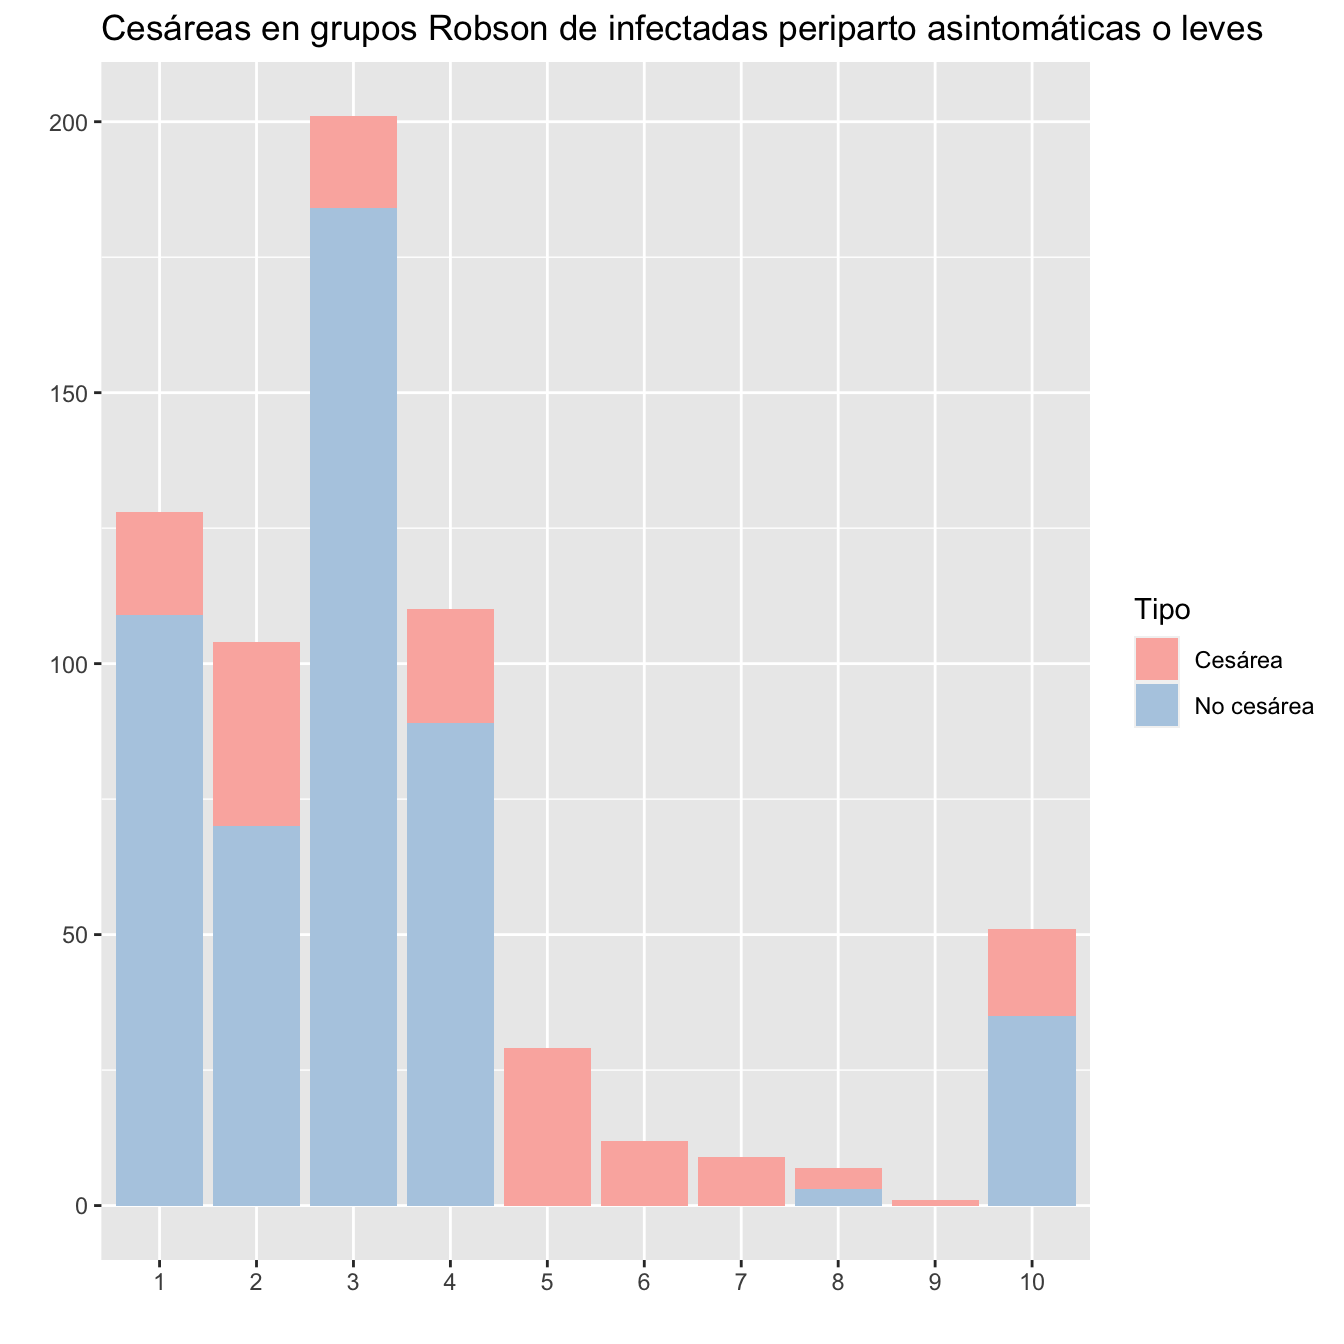 Cesáreas en grupos Robson de infectadas periparto asintomáticas o leves
200
150
100
50
0
1 2 3 4 5 6 7 8 9 10
Tipo
Cesárea
No cesárea